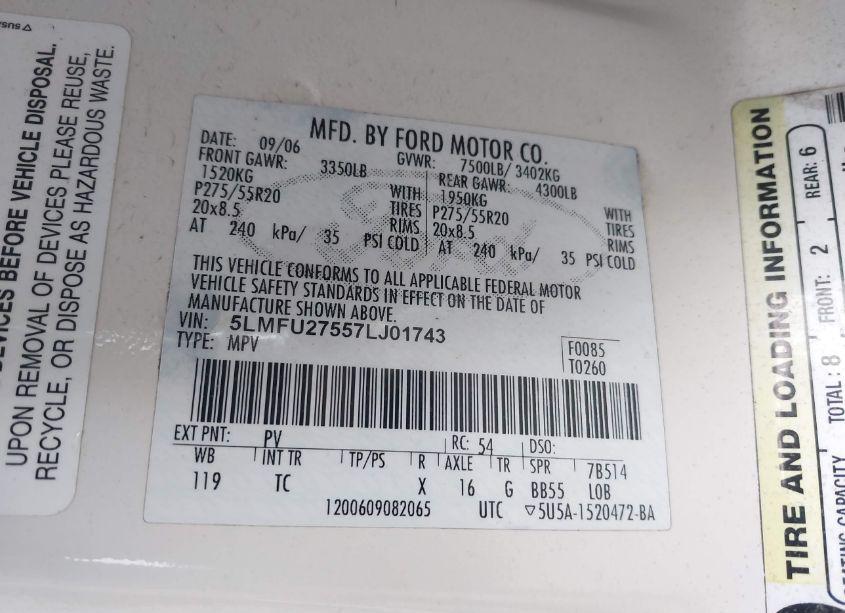 DEVICES BEFORE VEHICLE DISPOSAL.
UPON REMOVAL OF DEVICES PLEASE REUSE,
RECYCLE, OR DISPOSE AS HAZARDOUS WASTE.
MFD. BY FORD MOTOR CO.
DATE: 09/06 GVWR: 7500LB/ 3402KG
FRONT GAWR: 3350LB REAR GAWR: 4300LB
1520KG WITH 1950KG WITH
P275/55R20 TIRES P275/55R20 TIRES
20x8.5 RIMS 20x8.5 RIMS
AT 240 kPa/ 35 PSI COLD AT 240 kPa/ 35 PSI COLD
THIS VEHICLE CONFORMS TO ALL APPLICABLE FEDERAL MOTOR
VEHICLE SAFETY STANDARDS IN EFFECT ON THE DATE OF
MANUFACTURE SHOWN ABOVE.
VIN: 5LMFU27557LJ01743
TYPE: MPV
F0085
T0260
EXT PNT: PV RC: 54 DSO:
WB INT TR TP/PS R AXLE TR SPR 7B514
119 TC X 16 G BB55 LOB
1200609082065 UTC ▽5U5A-1520472-BA
TIRE AND LOADING INFORMATION
TOTAL: 8 FRONT: 2 REAR: 6